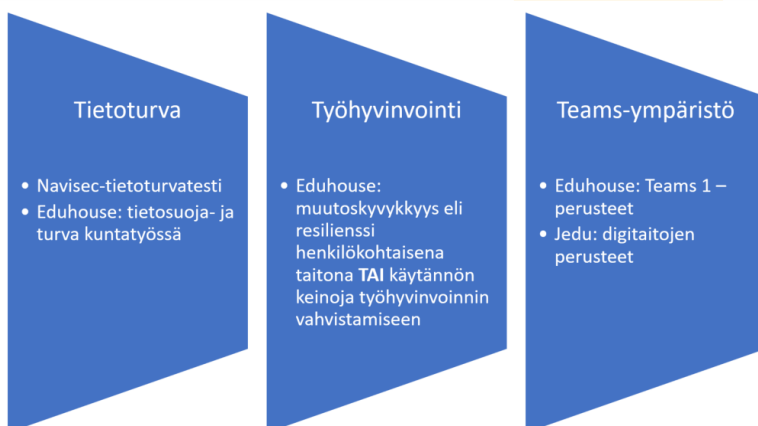 Tietoturva
• Navisec-tietoturvatesti
• Eduhouse: tietosuoja- ja
turva kuntatyössä
Työhyvinvointi
• Eduhouse:
muutoskyvykkyys eli
resilienssi
henkilökohtaisena
taitona TAI käytännön
keinoja työhyvinvoinnin
vahvistamiseen
Teams-ympäristö
• Eduhouse: Teams 1 –
perusteet
• Jedu: digitaitojen
perusteet